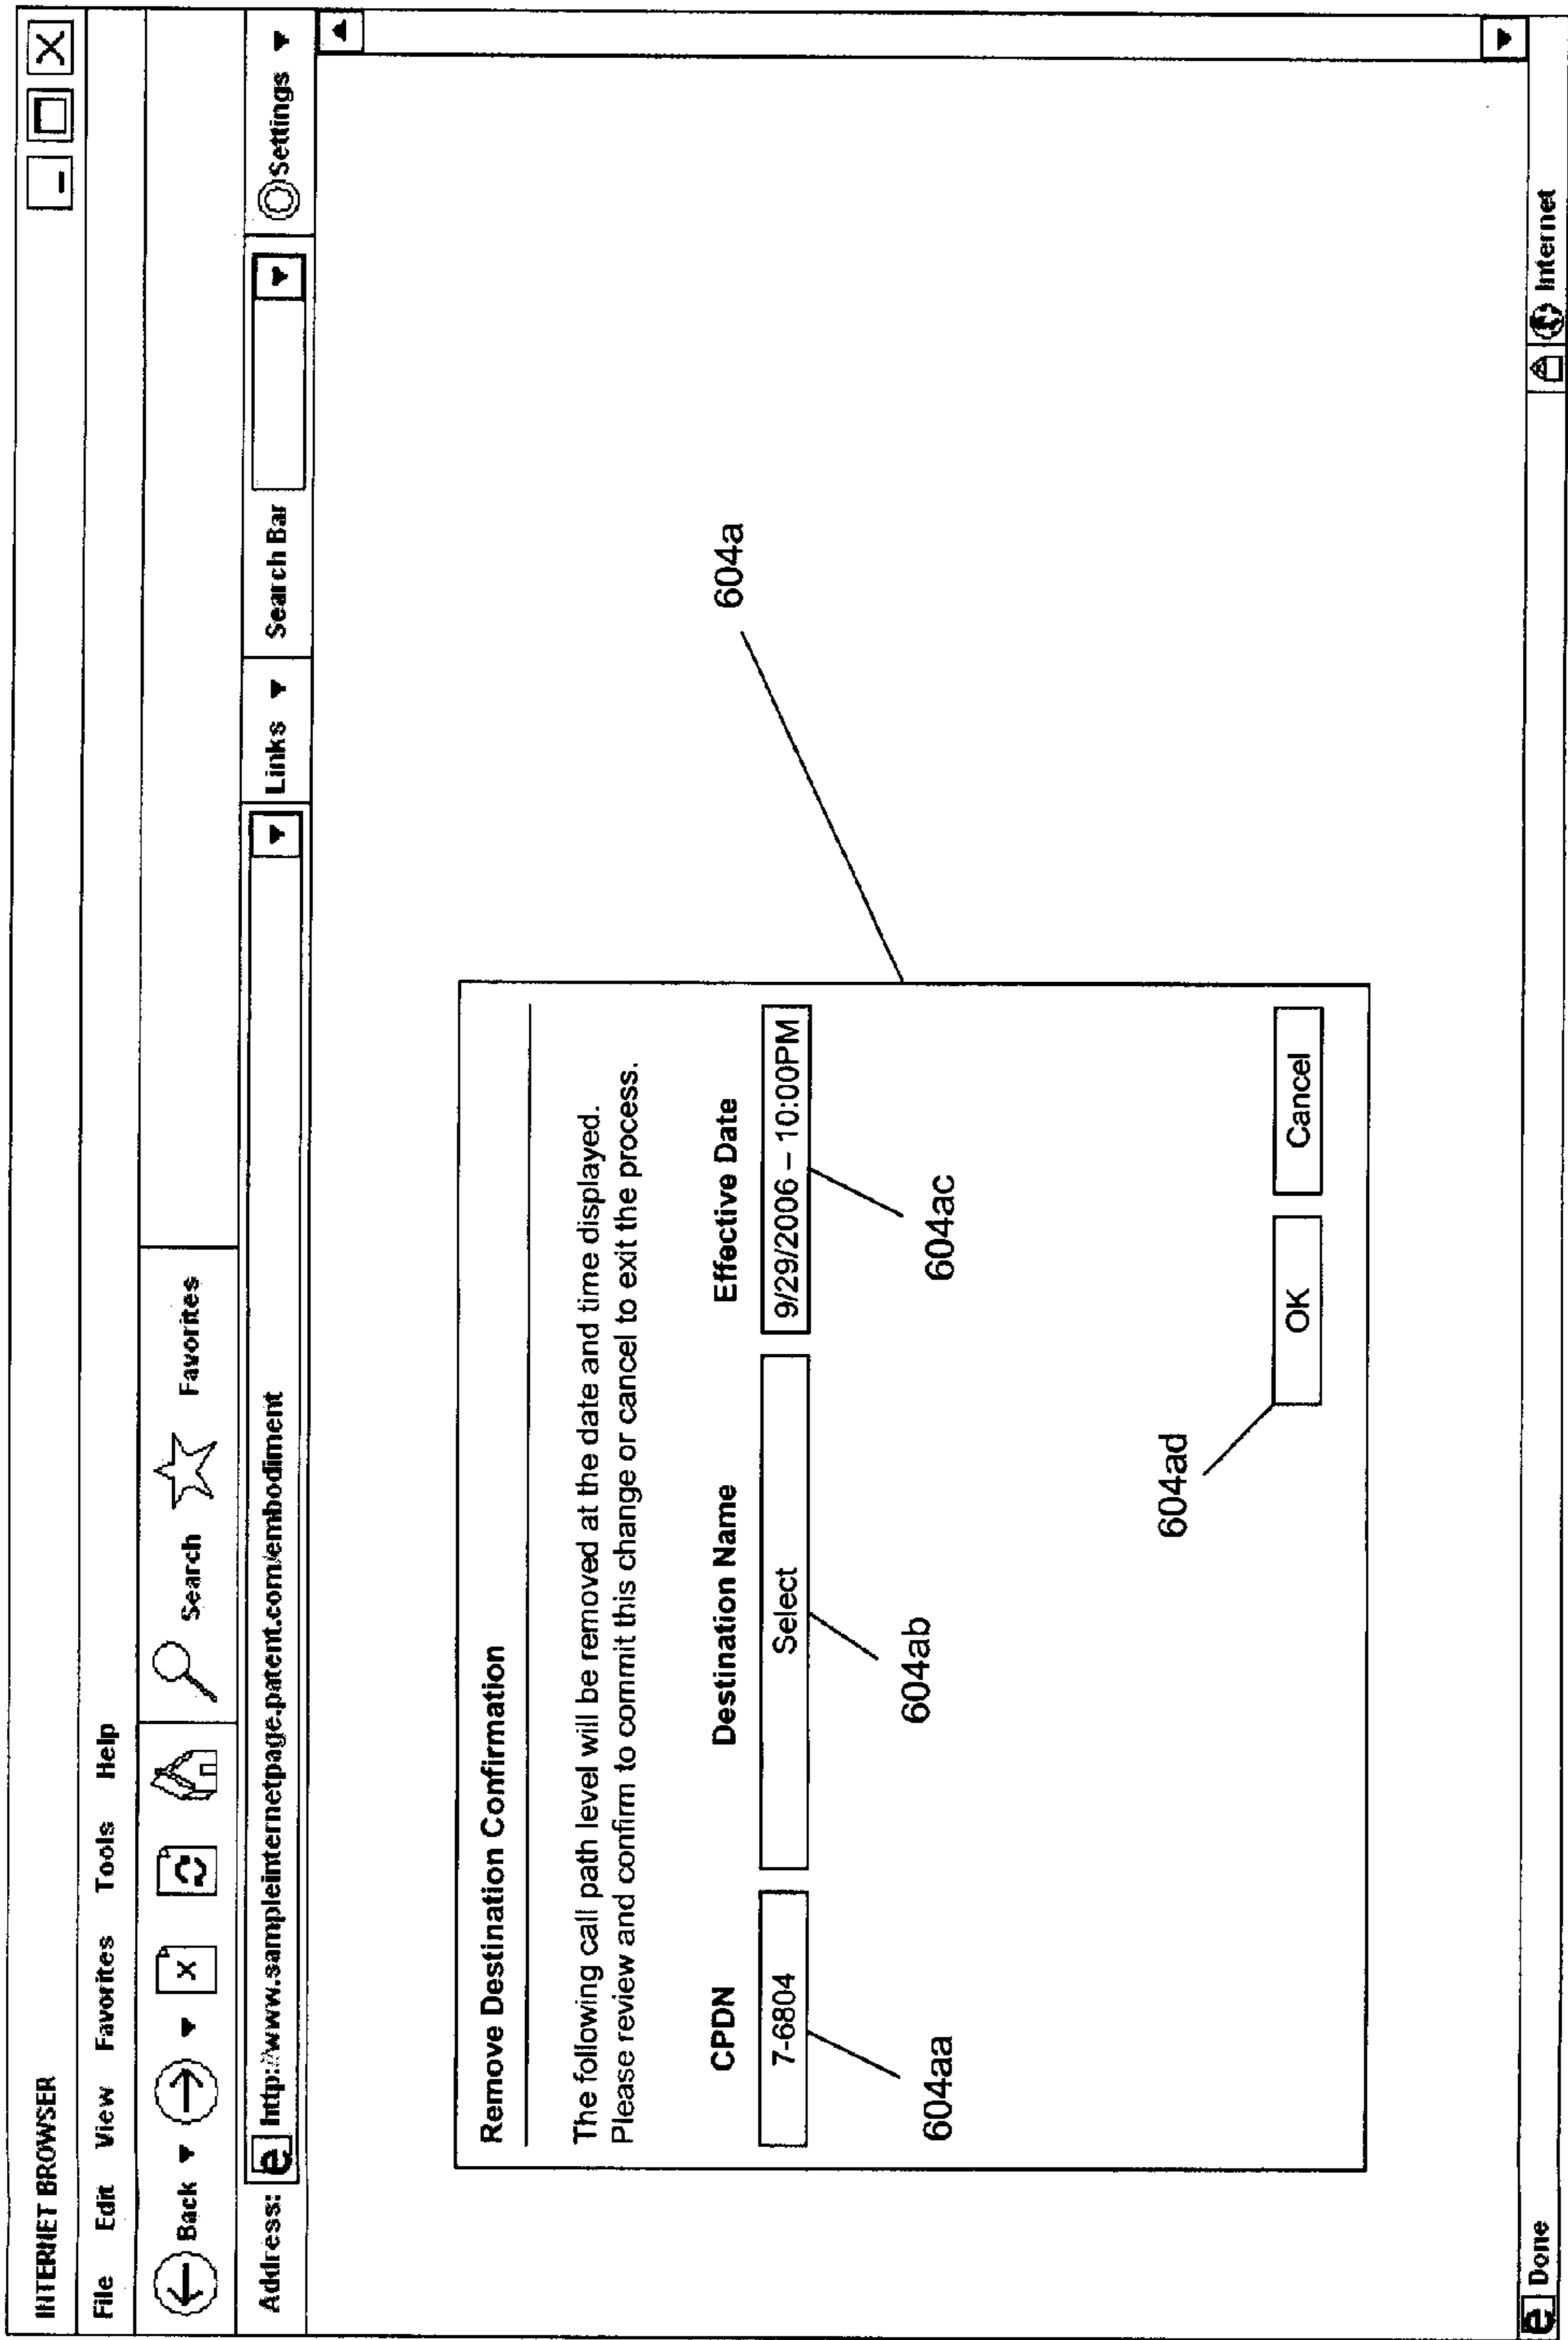 INTERNET BROWSER
File Edit View Favorites Tools Help
Back Search Favorites
Address: http://www.sampleinternetpage.patent.com/embodiment Links Search Bar Settings
Remove Destination Confirmation
The following call path level will be removed at the date and time displayed.
Please review and confirm to commit this change or cancel to exit the process.
CPDN Destination Name Effective Date
7-6804 Select 9/29/2006 – 10:00PM
604aa 604ab 604ac
604a
604ad
OK Cancel
Done Internet